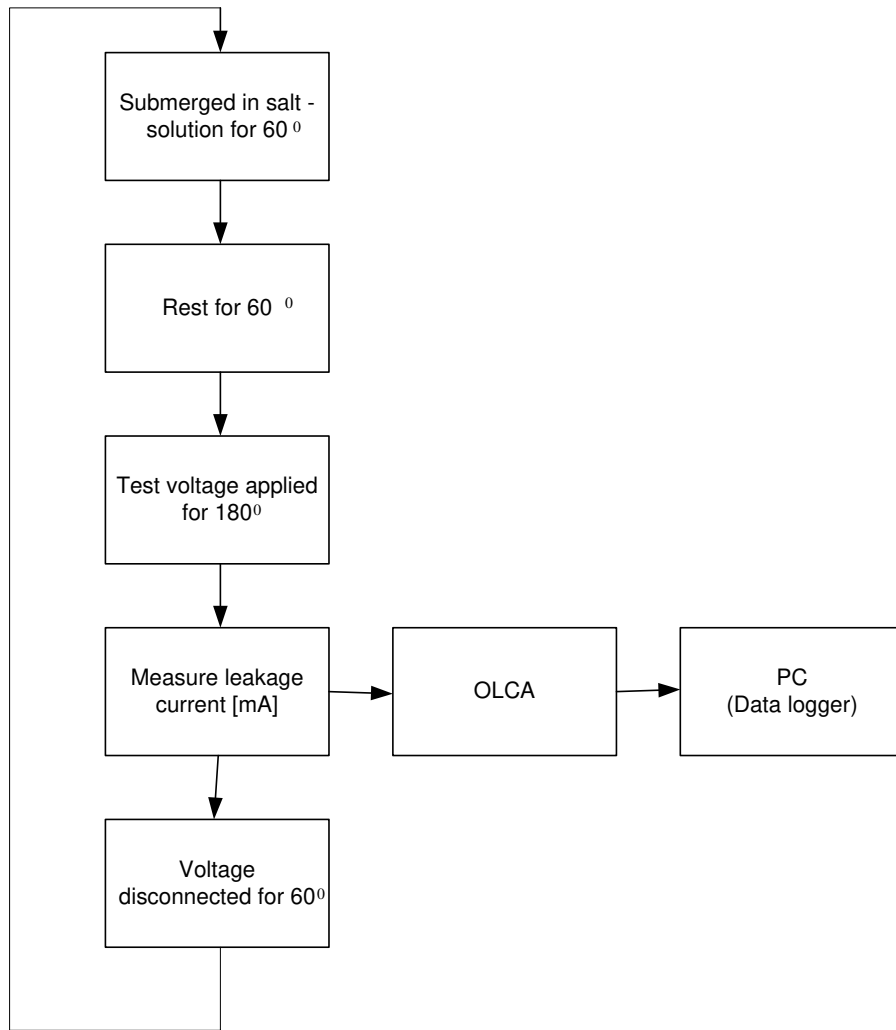 Submerged in salt -
solution for 60 ⁰
Rest for 60 ⁰
Test voltage applied
for 180⁰
Measure leakage
current [mA]
OLCA
PC
(Data logger)
Voltage
disconnected for 60⁰